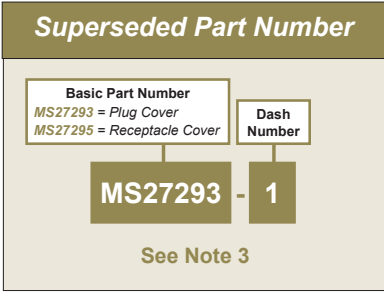 Superseded Part Number
Basic Part Number
MS27293 = Plug Cover
MS27295 = Receptacle Cover
Dash
Number
MS27293 - 1
See Note 3